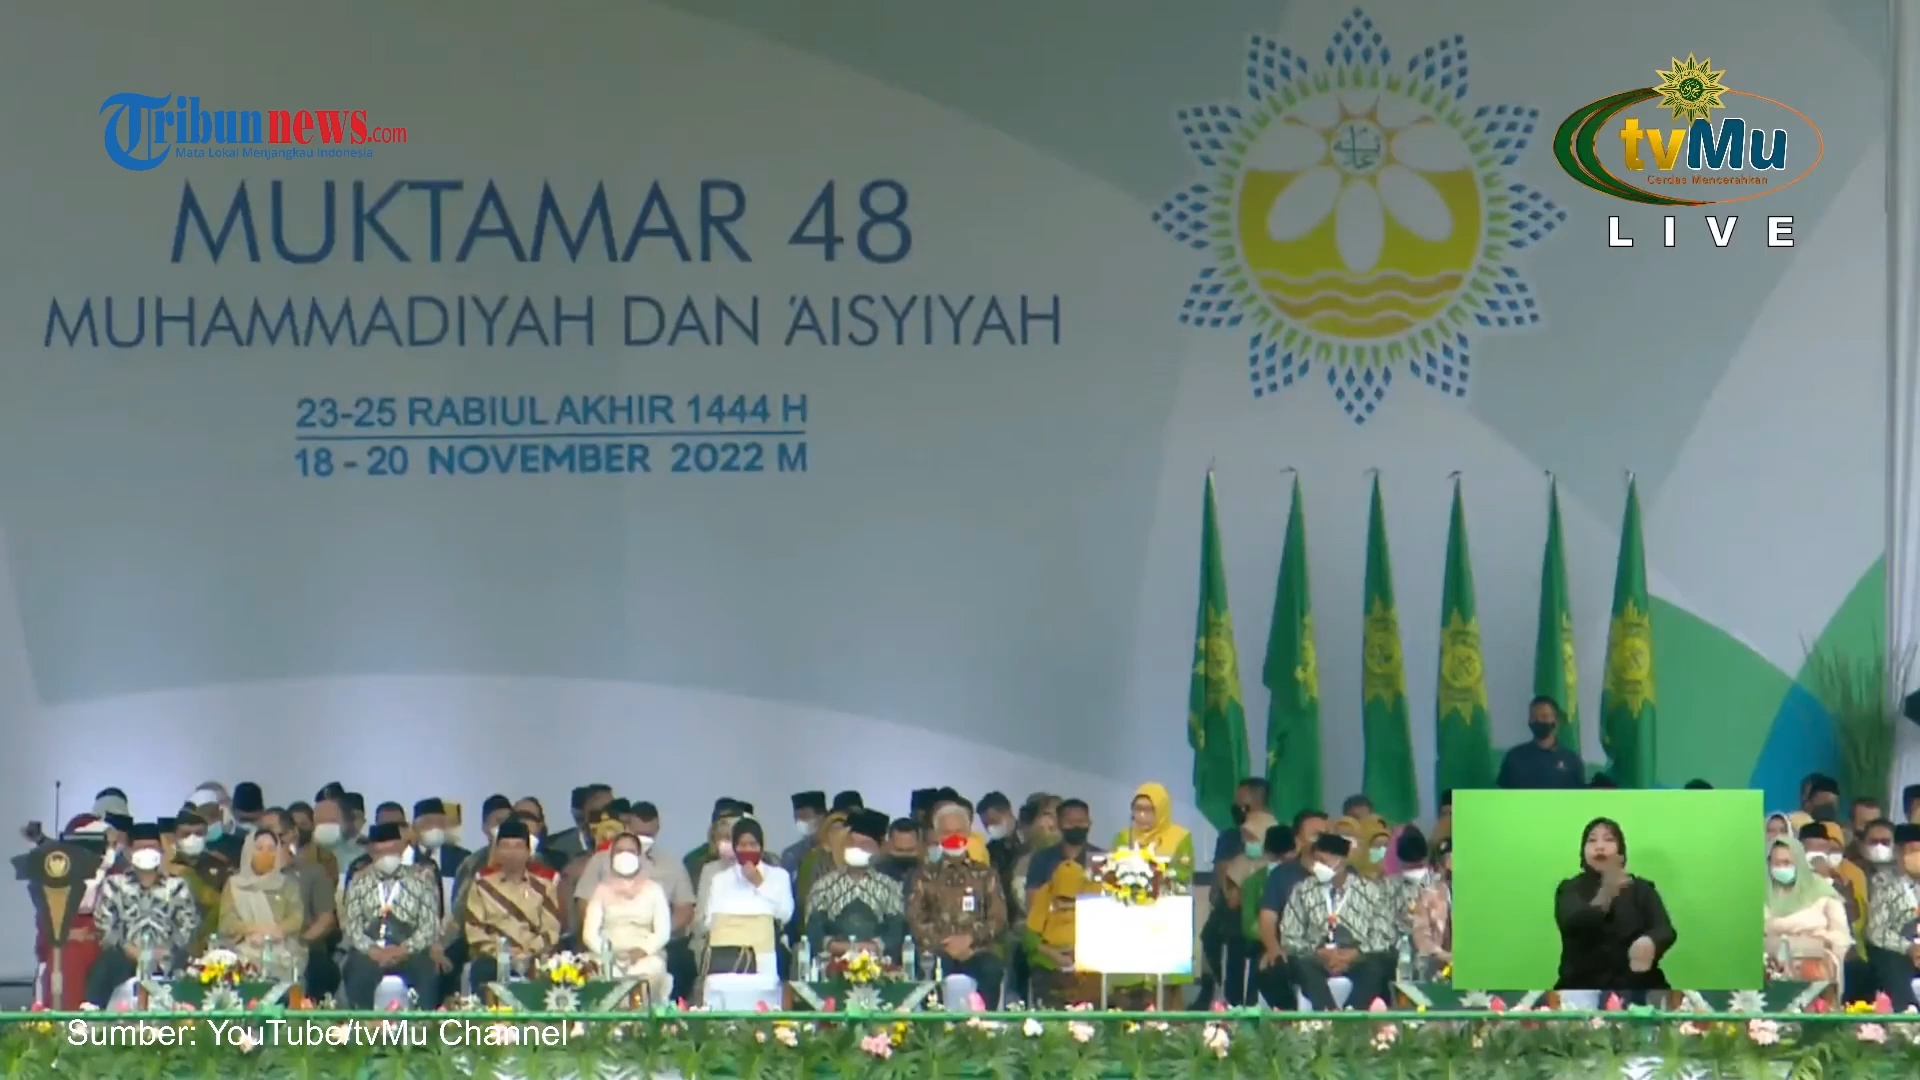 Tribunnews.com
Mata Lokal Menjangkau Indonesia
tvMu
Cerdas Mencerahkan
LIVE
MUKTAMAR 48
MUHAMMADIYAH DAN 'AISYIYAH
23-25 RABIUL AKHIR 1444 H
18 - 20 NOVEMBER 2022 M
Sumber: YouTube/tvMu Channel